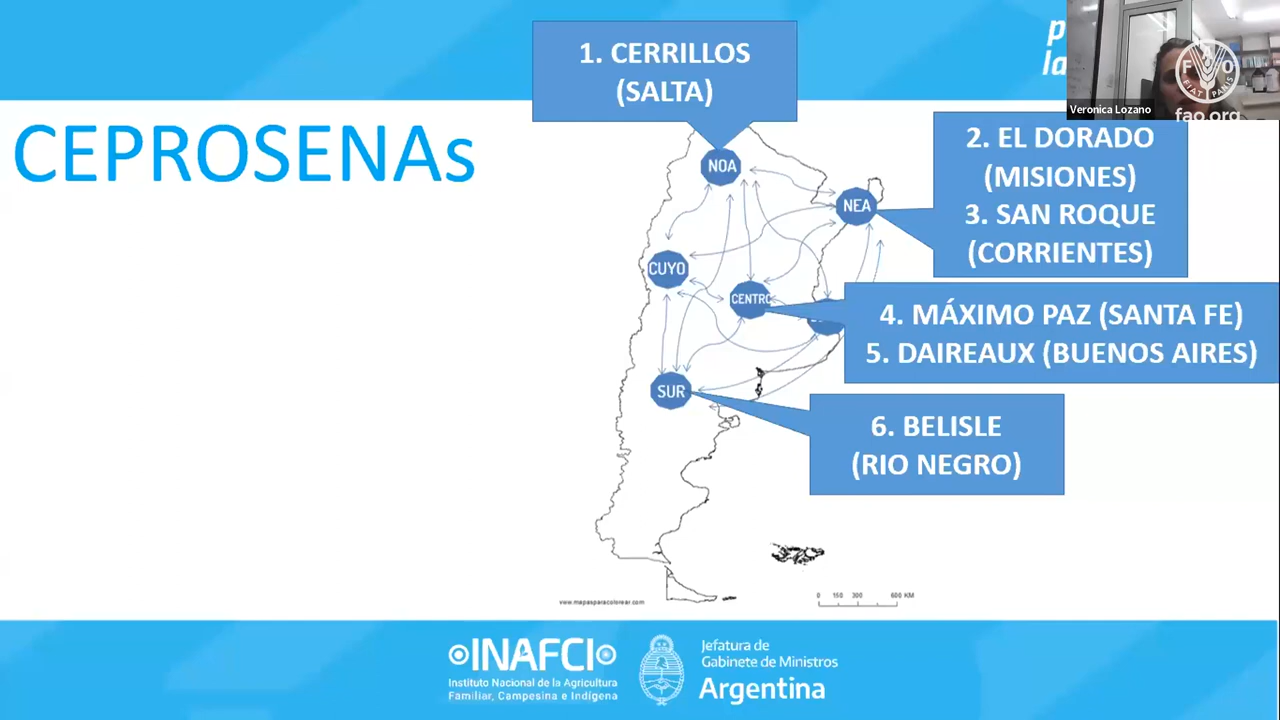 CEPROSENAs
1. CERRILLOS
(SALTA)
Veronica Lozano
FAO
FIAT PANIS
fao.org
2. EL DORADO
(MISIONES)
3. SAN ROQUE
(CORRIENTES)
NOA
NEA
CUYO
CENTRO
4. MÁXIMO PAZ (SANTA FE)
5. DAIREAUX (BUENOS AIRES)
SUR
6. BELISLE
(RIO NEGRO)
www.mapasparacolorear.com
0 150 300 600 KM
INAFCI
Instituto Nacional de la Agricultura
Familiar, Campesina e Indígena
Jefatura de
Gabinete de Ministros
Argentina